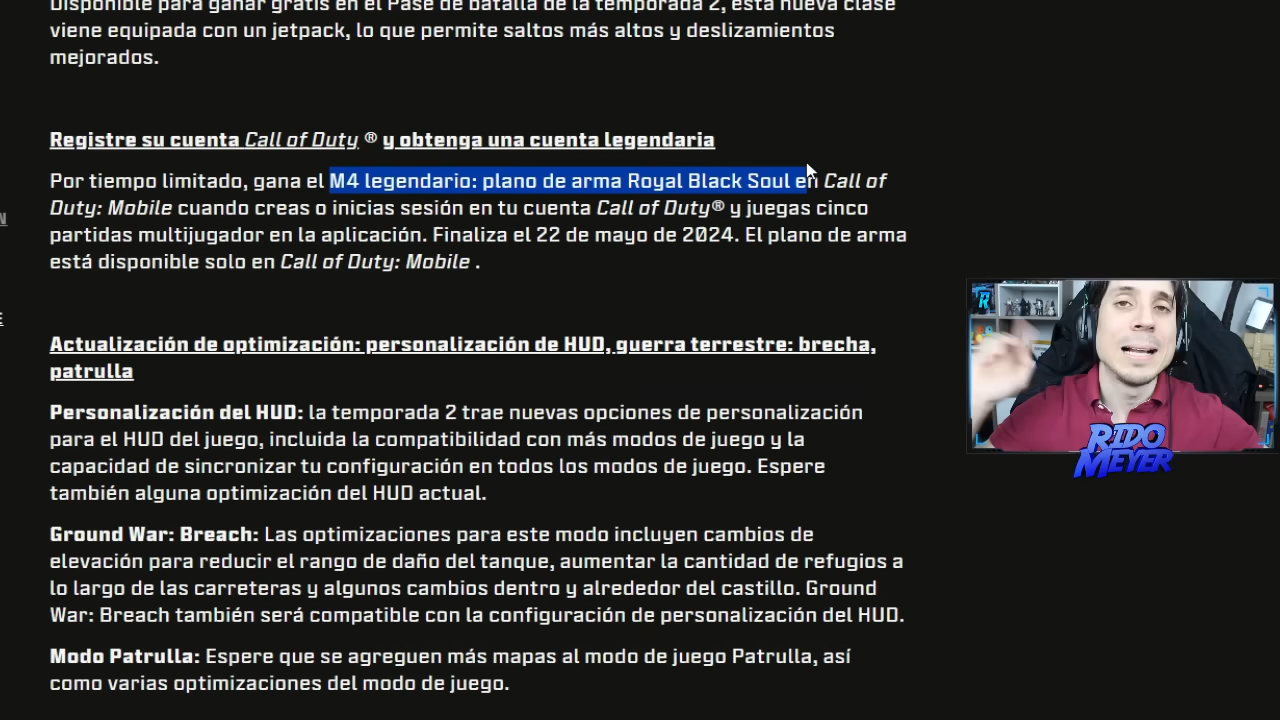 Disponible para ganar gratis en el Pase de batalla de la temporada 2, esta nueva clase
viene equipada con un jetpack, lo que permite saltos más altos y deslizamientos
mejorados.
Registre su cuenta Call of Duty ® y obtenga una cuenta legendaria
Por tiempo limitado, gana el M4 legendario: plano de arma Royal Black Soul en Call of
Duty: Mobile cuando creas o inicias sesión en tu cuenta Call of Duty® y juegas cinco
partidas multijugador en la aplicación. Finaliza el 22 de mayo de 2024. El plano de arma
está disponible solo en Call of Duty: Mobile .
Actualización de optimización: personalización de HUD, guerra terrestre: brecha,
patrulla
Personalización del HUD: la temporada 2 trae nuevas opciones de personalización
para el HUD del juego, incluida la compatibilidad con más modos de juego y la
capacidad de sincronizar tu configuración en todos los modos de juego. Espere
también alguna optimización del HUD actual.
Ground War: Breach: Las optimizaciones para este modo incluyen cambios de
elevación para reducir el rango de daño del tanque, aumentar la cantidad de refugios a
lo largo de las carreteras y algunos cambios dentro y alrededor del castillo. Ground
War: Breach también será compatible con la configuración de personalización del HUD.
Modo Patrulla: Espere que se agreguen más mapas al modo de juego Patrulla, así
como varias optimizaciones del modo de juego.
N
E
R
RIDO
MEYER